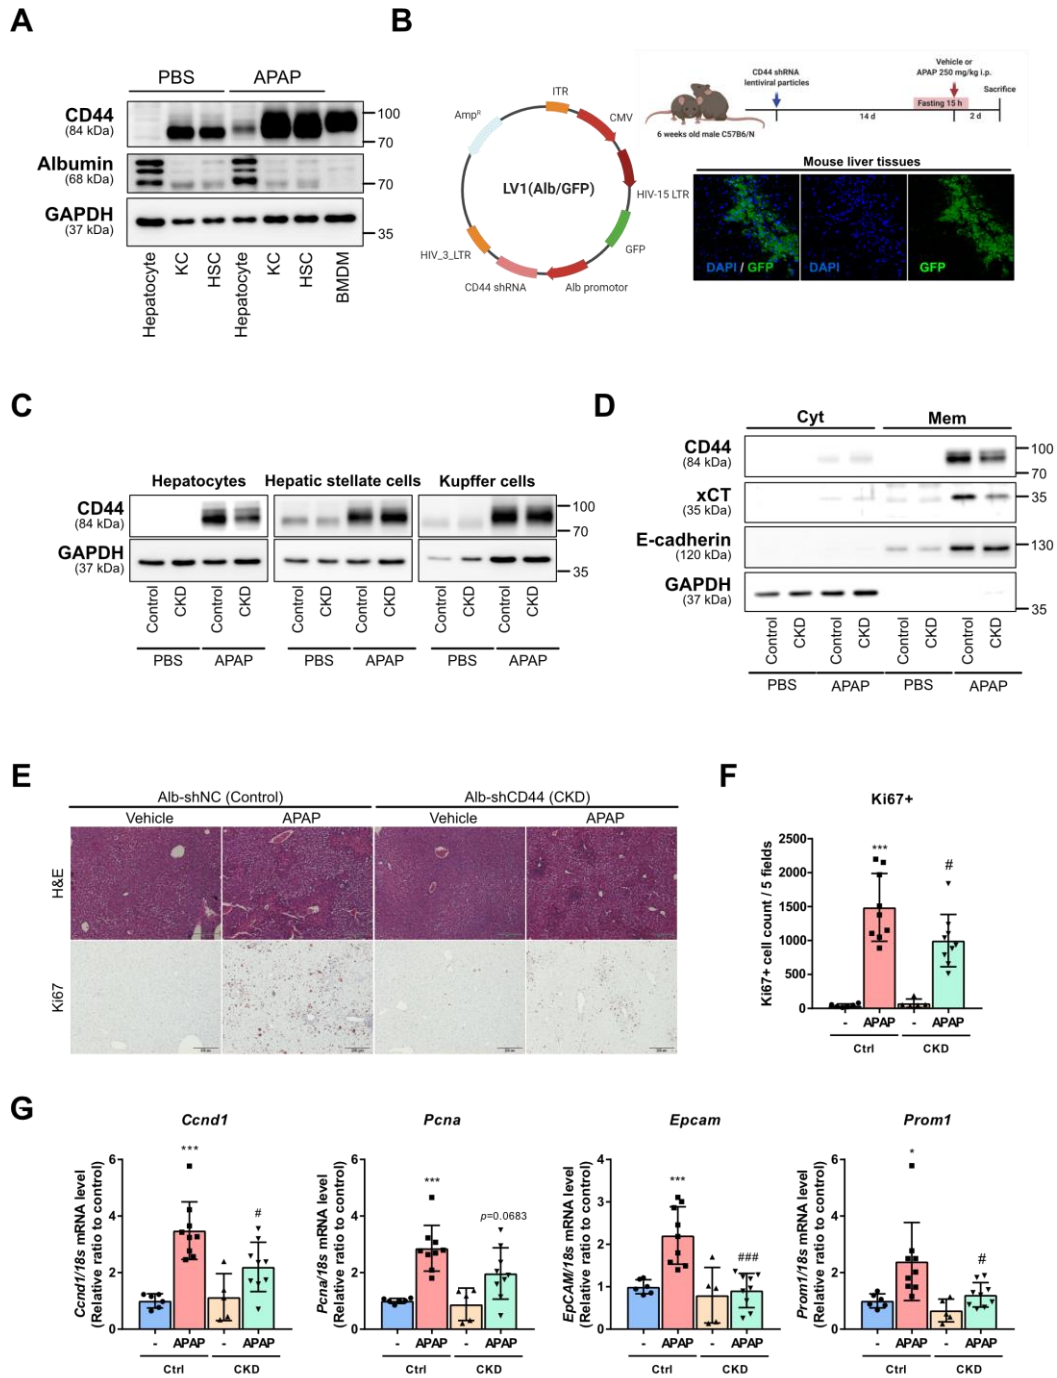 A
PBS APAP
CD44
(84 kDa)
100
70
Albumin
(68 kDa)
70
GAPDH
(37 kDa)
35
Hepatocyte
KC
HSC
Hepatocyte
KC
HSC
BMDM
B
ITR
CMV
HIV-15 LTR
GFP
Alb promotor
CD44 shRNA
HIV_3_LTR
AmpR
LV1(Alb/GFP)
CD44 shRNA
lentiviral particles
Vehicle or
APAP 250 mg/kg i.p.
Sacrifice
Fasting 15 h
14 d
2 d
6 weeks old male C57B6/N
Mouse liver tissues
DAPI / GFP
DAPI
GFP
C
Hepatocytes Hepatic stellate cells Kupffer cells
CD44
(84 kDa)
100
70
GAPDH
(37 kDa)
35
Control
CKD
Control
CKD
Control
CKD
Control
CKD
Control
CKD
Control
CKD
PBS APAP PBS APAP PBS APAP
D
Cyt Mem
CD44
(84 kDa)
100
70
xCT
(35 kDa)
35
E-cadherin
(120 kDa)
130
GAPDH
(37 kDa)
35
Control
CKD
Control
CKD
Control
CKD
Control
CKD
PBS APAP PBS APAP
E
Alb-shNC (Control) Alb-shCD44 (CKD)
Vehicle APAP Vehicle APAP
H&E
Ki67
F
Ki67+
Ki67+ cell count / 5 fields
2500
2000
1500
1000
500
0
***
#
- APAP - APAP
Ctrl CKD
G
Ccnd1
Ccnd1/18s mRNA level
(Relative ratio to control)
6
4
2
0
***
#
- APAP - APAP
Ctrl CKD
Pcna
Pcna/18s mRNA level
(Relative ratio to control)
6
4
2
0
***
p=0.0683
- APAP - APAP
Ctrl CKD
Epcam
EpCAM/18s mRNA level
(Relative ratio to control)
4
3
2
1
0
***
###
- APAP - APAP
Ctrl CKD
Prom1
Prom1/18s mRNA level
(Relative ratio to control)
6
4
2
0
*
#
- APAP - APAP
Ctrl CKD